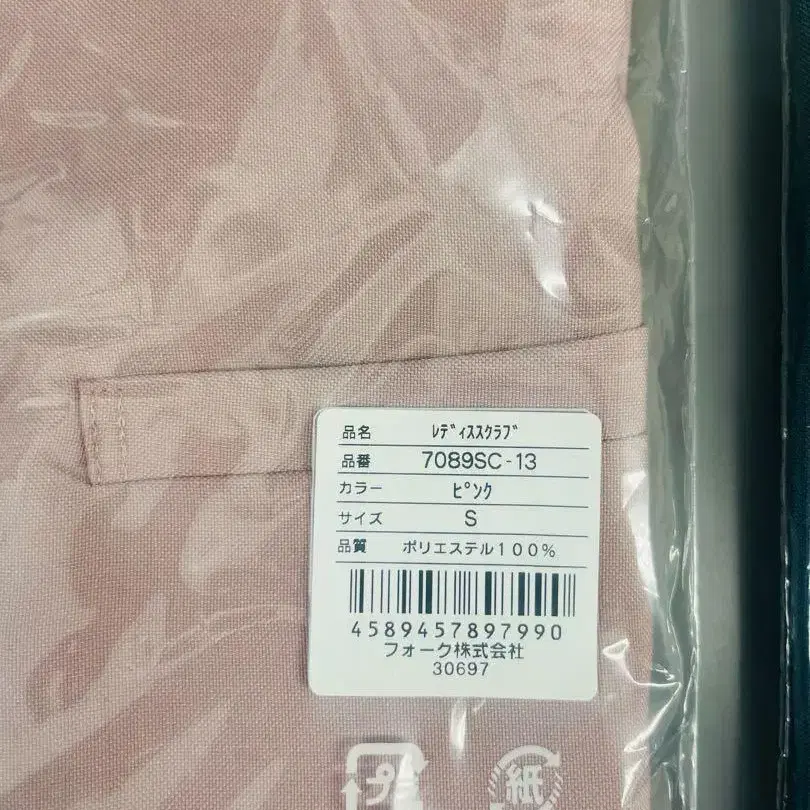 品名 ﾚﾃﾞｨｽｽｸﾗﾌﾞ
品番 7089SC-13
カラー ﾋﾟﾝｸ
サイズ S
品質 ポリエステル100%
4589457897990
フォーク株式会社
30697
プラ 紙